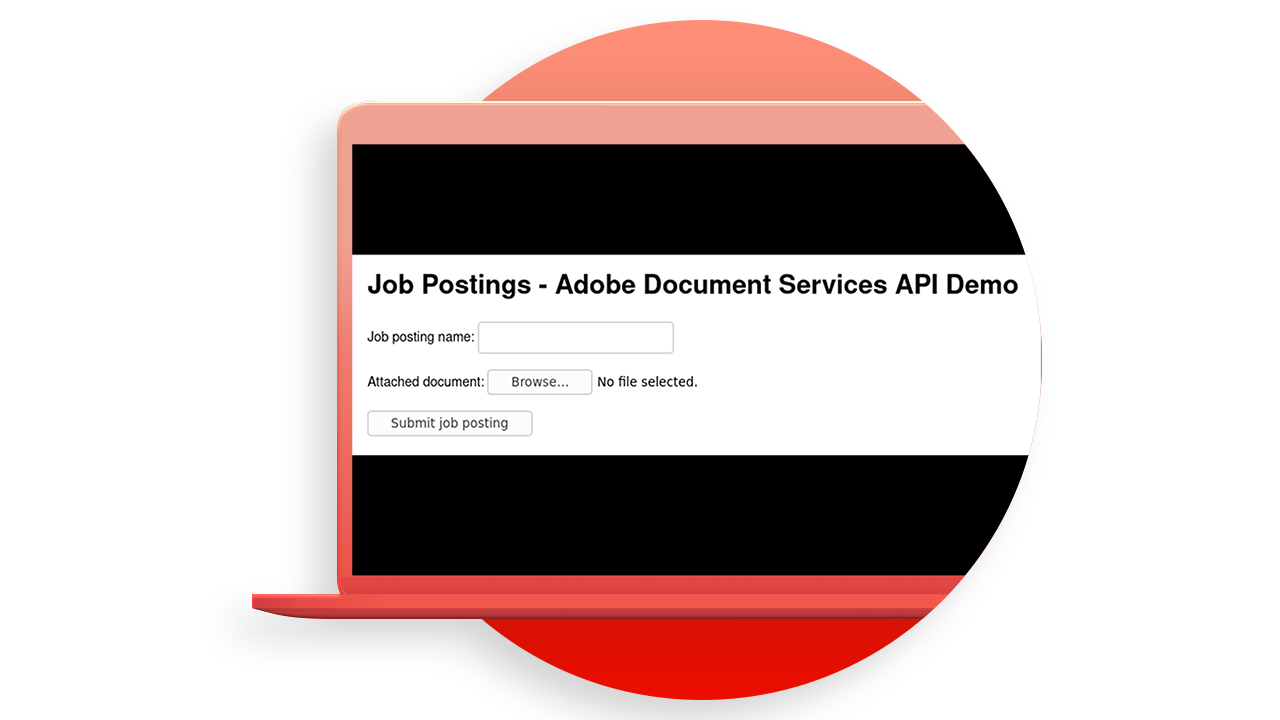 Job Postings - Adobe Document Services API Demo
Job posting name:
Attached document: Browse... No file selected.
Submit job posting